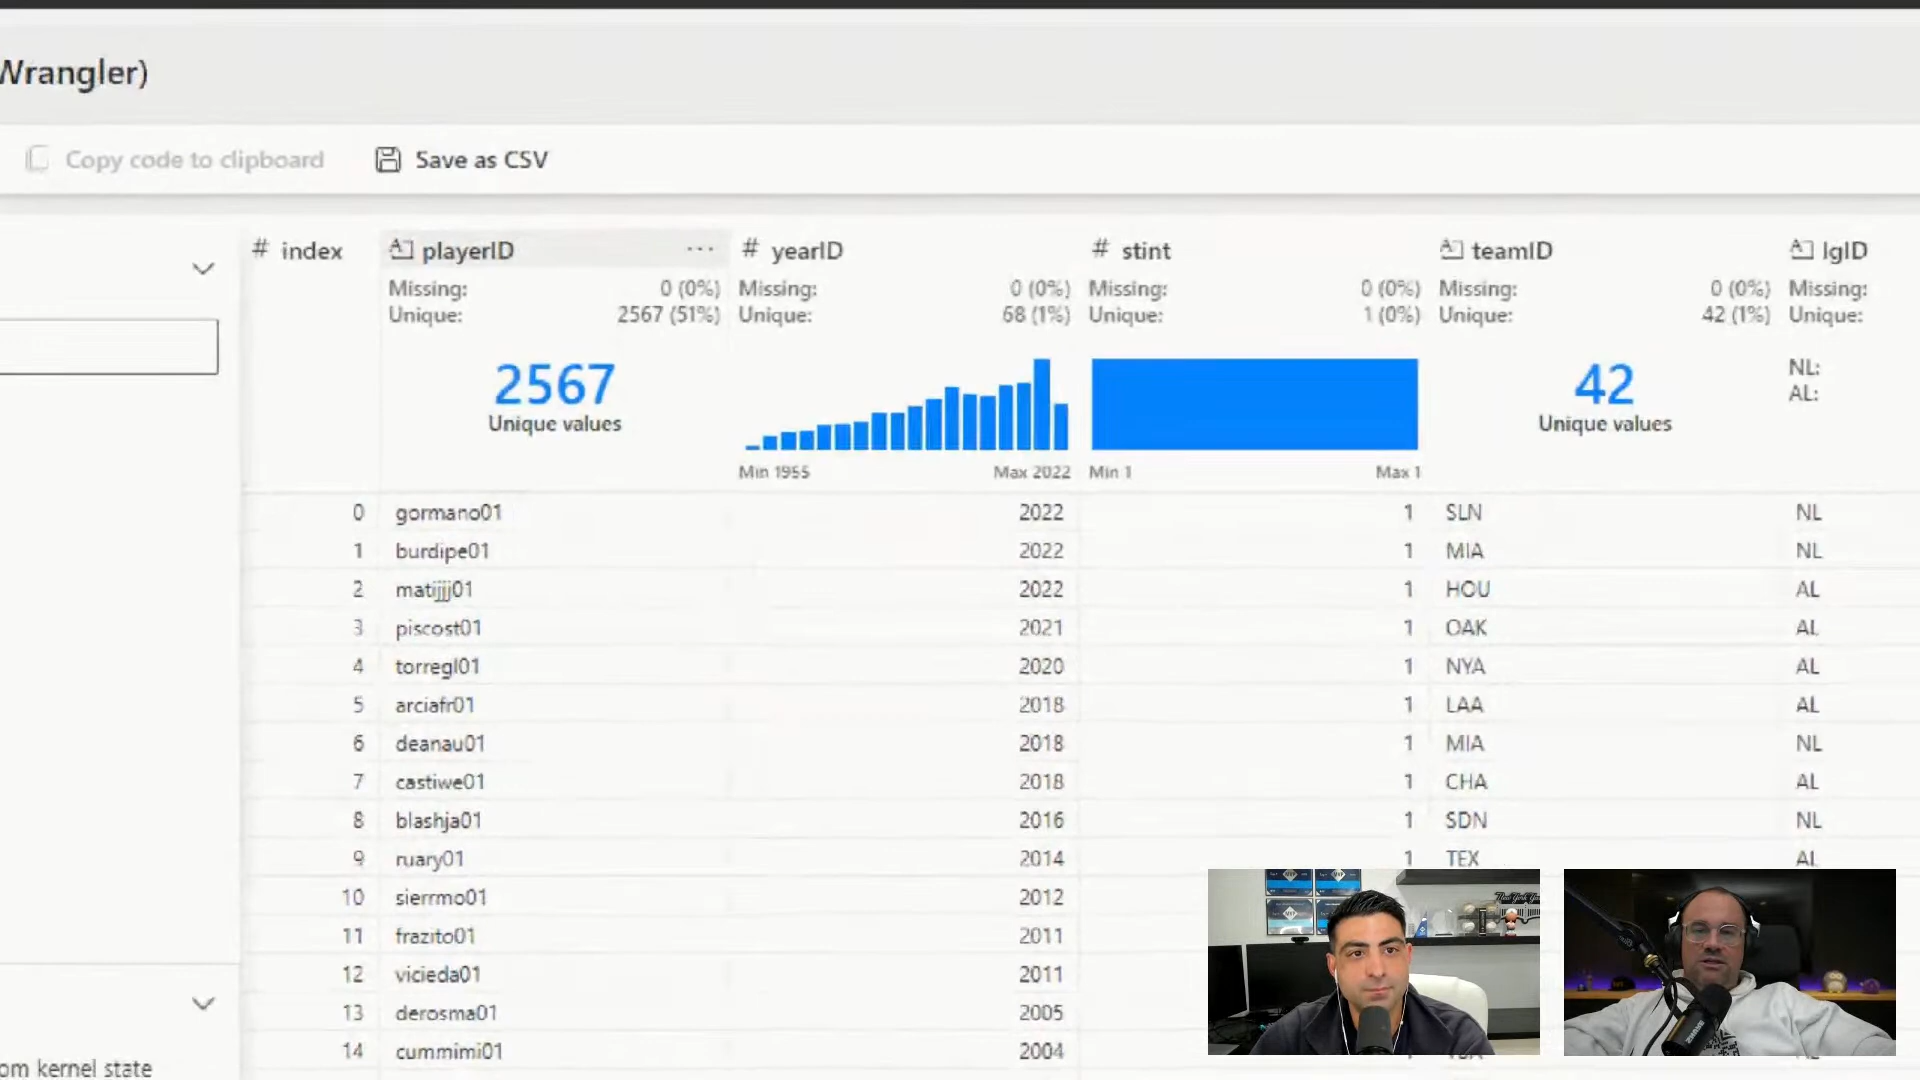 Wrangler)
Copy code to clipboard Save as CSV
# index playerID ... # yearID # stint teamID lgID
Missing: 0 (0%) Missing: 0 (0%) Missing: 0 (0%) Missing: 0 (0%) Missing:
Unique: 2567 (51%) Unique: 68 (1%) Unique: 1 (0%) Unique: 42 (1%) Unique:
2567 42 NL:
Unique values Unique values AL:
Min 1955 Max 2022 Min 1 Max 1
0 gormano01 2022 1 SLN NL
1 burdipe01 2022 1 MIA NL
2 matijjj01 2022 1 HOU AL
3 piscost01 2021 1 OAK AL
4 torregl01 2020 1 NYA AL
5 arciafr01 2018 1 LAA AL
6 deanau01 2018 1 MIA NL
7 castiwe01 2018 1 CHA AL
8 blashja01 2016 1 SDN NL
9 ruary01 2014 1 TEX AL
10 sierrmo01 2012
11 frazito01 2011
12 vicieda01 2011
13 derosma01 2005
14 cummimi01 2004
om kernel state